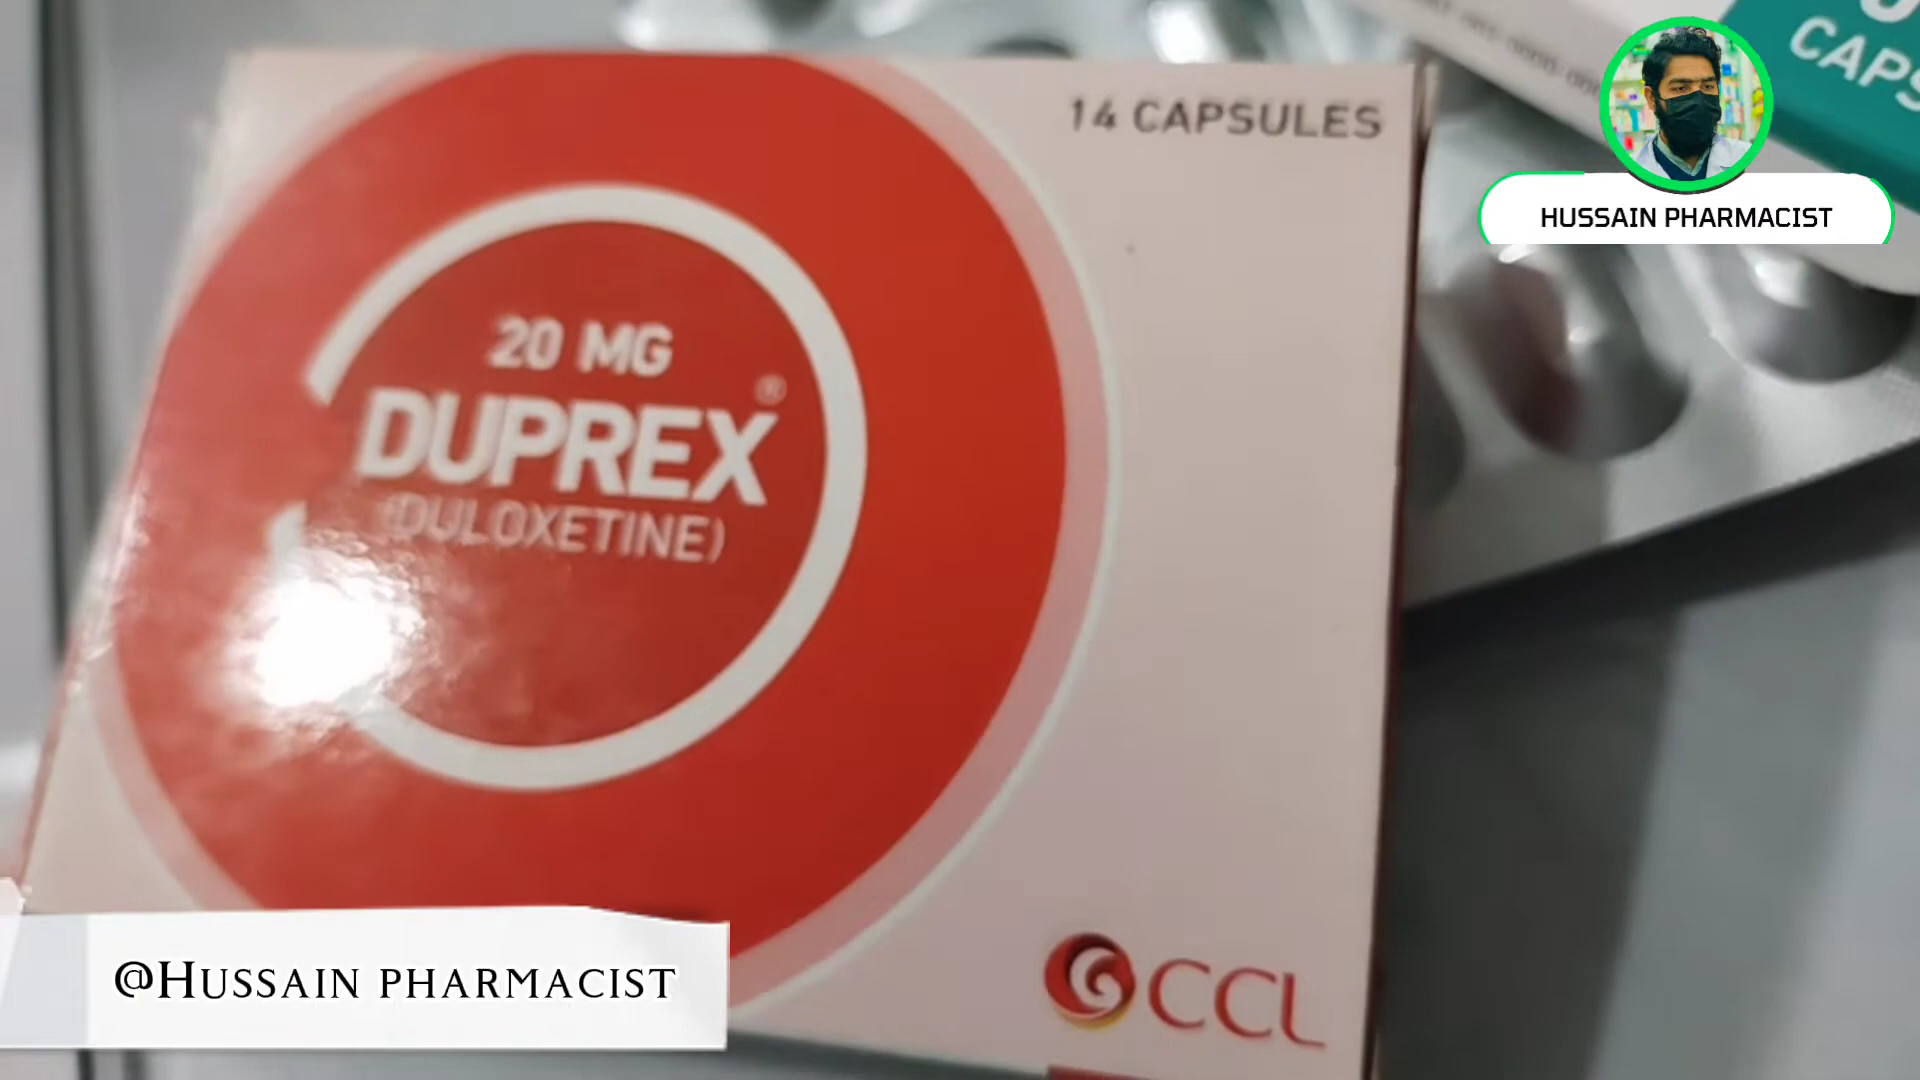 14 CAPSULES
CAPS
HUSSAIN PHARMACIST
20 MG
DUPREX®
(DULOXETINE)
CCL
@HUSSAIN PHARMACIST